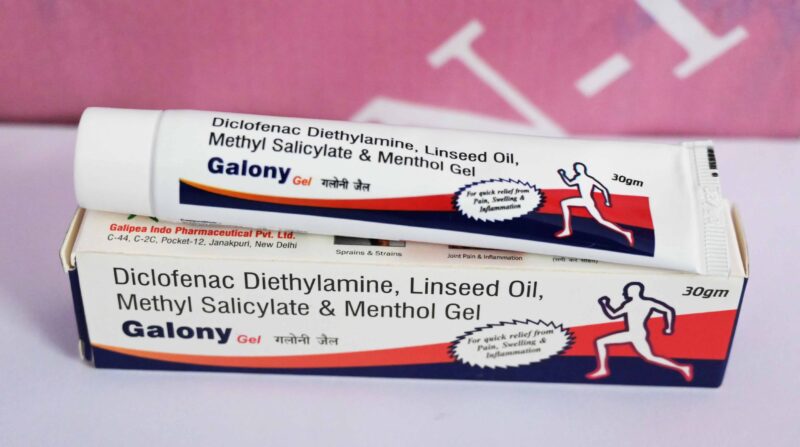 Diclofenac Diethylamine, Linseed Oil,
Methyl Salicylate & Menthol Gel
Galony Gel गलोनी जैल
30gm
For quick relief from
Pain, Swelling &
Inflammation
Galipea Indo Pharmaceutical Pvt. Ltd.
C-44, C-2C, Pocket-12, Janakpuri, New Delhi
Sprains & Strains
Joint Pain & Inflammation
Diclofenac Diethylamine, Linseed Oil,
Methyl Salicylate & Menthol Gel
Galony Gel गलोनी जैल
30gm
For quick relief from
Pain, Swelling &
Inflammation